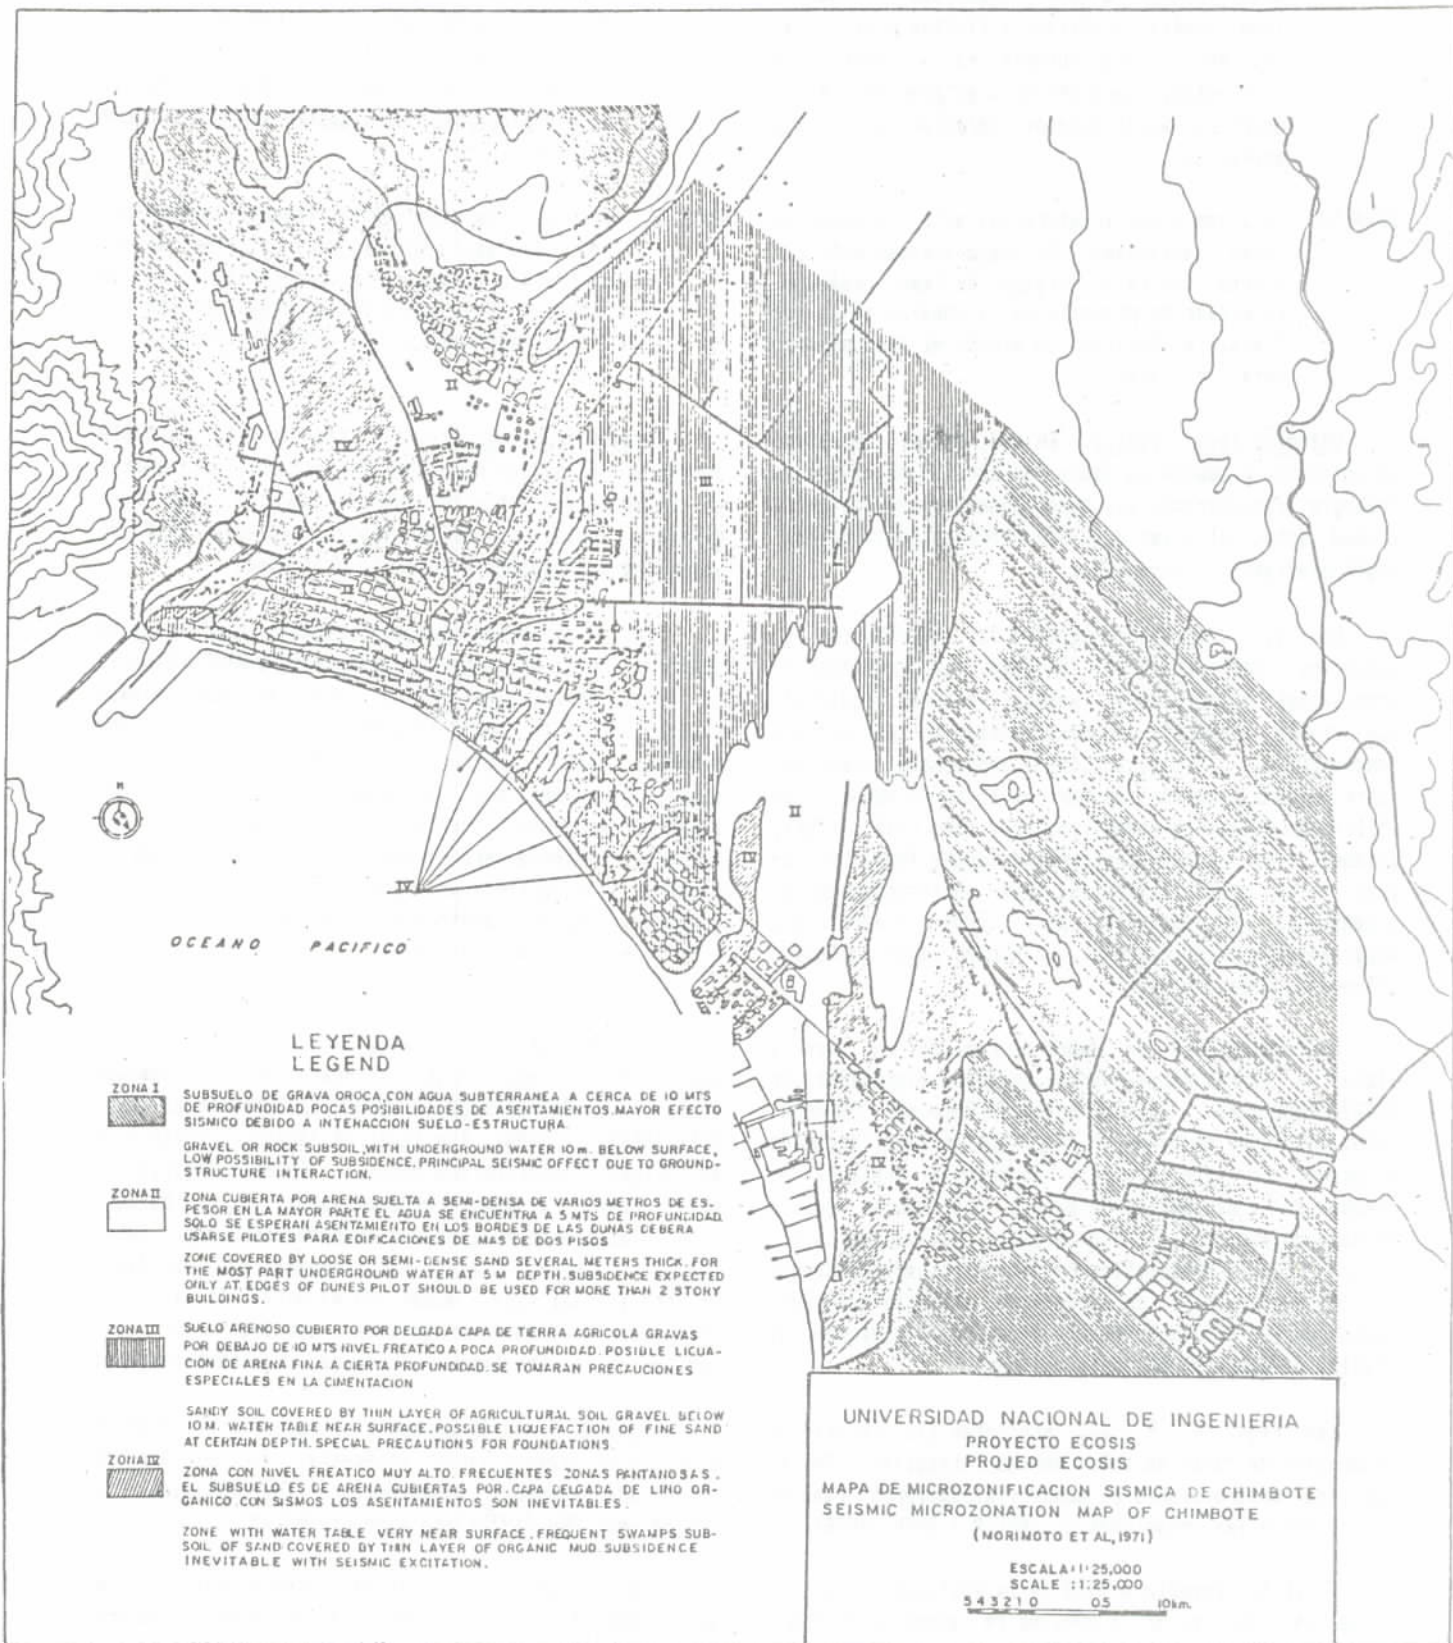 I
II
IV
III
II
II
IV
I
IV
N
IV
OCEANO PACIFICO
LEYENDA
LEGEND
ZONA I
SUBSUELO DE GRAVA OROCA, CON AGUA SUBTERRANEA A CERCA DE 10 MTS
DE PROFUNDIDAD POCAS POSIBILIDADES DE ASENTAMIENTOS. MAYOR EFECTO
SISMICO DEBIDO A INTERACCION SUELO-ESTRUCTURA
GRAVEL OR ROCK SUBSOIL, WITH UNDERGROUND WATER 10 m. BELOW SURFACE,
LOW POSSIBILITY OF SUBSIDENCE. PRINCIPAL SEISMIC OFFECT DUE TO GROUND-
STRUCTURE INTERACTION.
ZONA II
ZONA CUBIERTA POR ARENA SUELTA A SEMI-DENSA DE VARIOS METROS DE ES-
PESOR EN LA MAYOR PARTE EL AGUA SE ENCUENTRA A 5 MTS DE PROFUNDIDAD.
SOLO SE ESPERAN ASENTAMIENTO EN LOS BORDES DE LAS DUNAS DEBERA
USARSE PILOTES PARA EDIFICACIONES DE MAS DE DOS PISOS
ZONE COVERED BY LOOSE OR SEMI-DENSE SAND SEVERAL METERS THICK. FOR
THE MOST PART UNDERGROUND WATER AT 5 M DEPTH. SUBSIDENCE EXPECTED
ONLY AT EDGES OF DUNES PILOT SHOULD BE USED FOR MORE THAN 2 STORY
BUILDINGS.
ZONA III
SUELO ARENOSO CUBIERTO POR DELGADA CAPA DE TIERRA AGRICOLA GRAVAS
POR DEBAJO DE 10 MTS NIVEL FREATICO A POCA PROFUNDIDAD. POSIBLE LICUA-
CION DE ARENA FINA A CIERTA PROFUNDIDAD. SE TOMARAN PRECAUCIONES
ESPECIALES EN LA CIMENTACION
SANDY SOIL COVERED BY THIN LAYER OF AGRICULTURAL SOIL. GRAVEL BELOW
10 M. WATER TABLE NEAR SURFACE. POSSIBLE LIQUEFACTION OF FINE SAND
AT CERTAIN DEPTH. SPECIAL PRECAUTIONS FOR FOUNDATIONS.
ZONA IV
ZONA CON NIVEL FREATICO MUY ALTO. FRECUENTES ZONAS PANTANOSAS.
EL SUBSUELO ES DE ARENA CUBIERTAS POR CAPA DELGADA DE LINO OR-
GANICO CON SISMOS LOS ASENTAMIENTOS SON INEVITABLES.
ZONE WITH WATER TABLE VERY NEAR SURFACE. FREQUENT SWAMPS SUB-
SOIL OF SAND COVERED BY THIN LAYER OF ORGANIC MUD SUBSIDENCE
INEVITABLE WITH SEISMIC EXCITATION.
UNIVERSIDAD NACIONAL DE INGENIERIA
PROYECTO ECOSIS
PROJED ECOSIS
MAPA DE MICROZONIFICACION SISMICA DE CHIMBOTE
SEISMIC MICROZONATION MAP OF CHIMBOTE
(MORIMOTO ET AL, 1971)
ESCALA: 1:25,000
SCALE : 1:25,000
5 4 3 2 1 0 0.5 10 km.